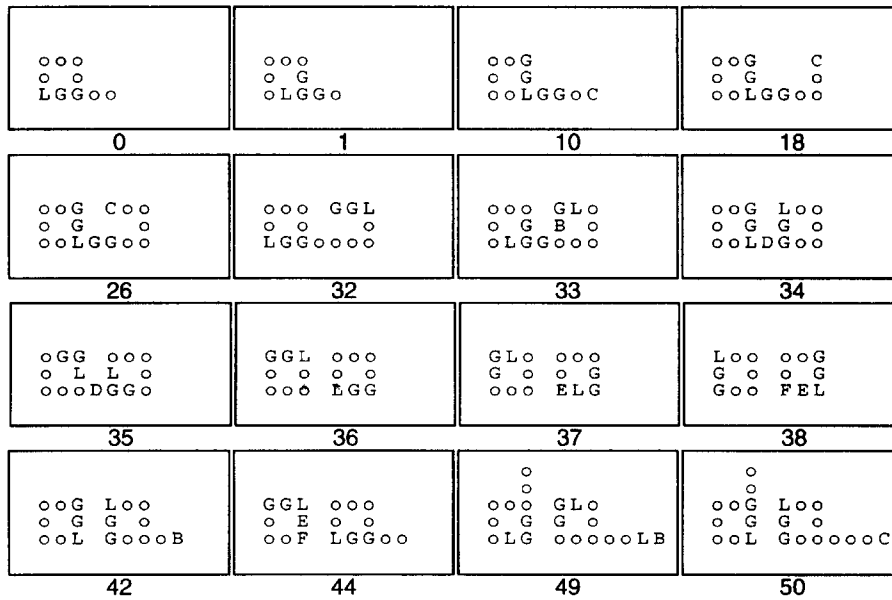 o o o
o   o
L G G o o
0
o o o
o   G
o L G G o
1
o o G
o   G
o o L G G o C
10
o o G       C
o   G       o
o o L G G o o
18
o o G   C o o
o   G       o
o o L G G o o
26
o o o   G G L
o   o       o
L G G o o o o
32
o o o   G L o
o   G   B   o
o L G G o o o
33
o o G   L o o
o   G   G   o
o o L D G o o
34
o G G   o o o
o   L   L   o
o o o D G G o
35
G G L   o o o
o   o   o   o
o o   L G G
36
G L o   o o o
G   o   o   G
o o o   E L G
37
L o o   o o G
G   o   o   G
G o o   F E L
38
o o G   L o o
o   G   G   o
o o L   G o o o B
42
G G L   o o o
o   E   o   o
o o F   L G G o o
44
o
o
o o o   G L o
o   G   G   o
o L G   o o o o o L B
49
o
o
o o G   L o o
o   G   G   o
o o L   G o o o o o C
50